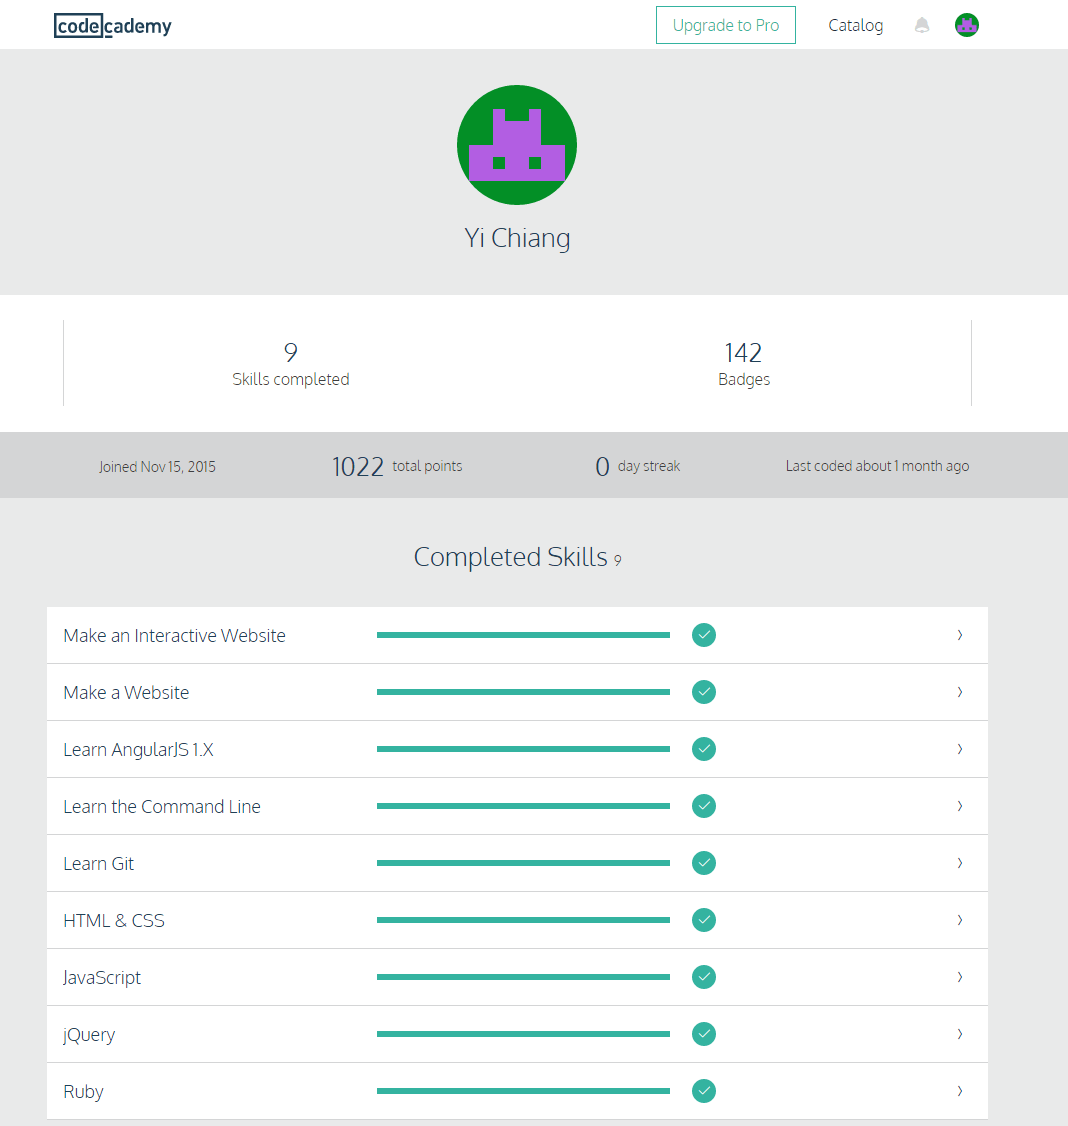 codecademy
Upgrade to Pro
Catalog
Yi Chiang
9
Skills completed
142
Badges
Joined Nov 15, 2015
1022 total points
0 day streak
Last coded about 1 month ago
Completed Skills 9
Make an Interactive Website
Make a Website
Learn AngularJS 1.X
Learn the Command Line
Learn Git
HTML & CSS
JavaScript
jQuery
Ruby